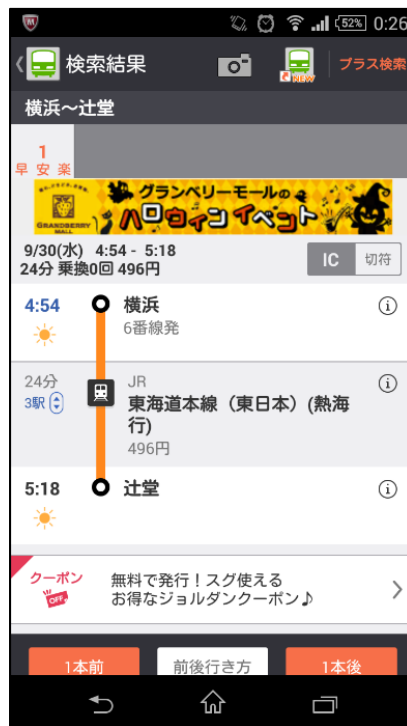 52% 0:26
検索結果
NEW
プラス検索
横浜～辻堂
1
早 安 楽
グランベリーモールの
ハロウィンイベント
GRANDBERRY
MALL
9/30(水) 4:54 - 5:18
24分 乗換0回 496円
IC 切符
4:54 横浜
6番線発
24分 JR
3駅 東海道本線（東日本）(熱海
行)
496円
5:18 辻堂
クーポン
OFF
無料で発行！スグ使える
お得なジョルダンクーポン♪
1本前 前後行き方 1本後